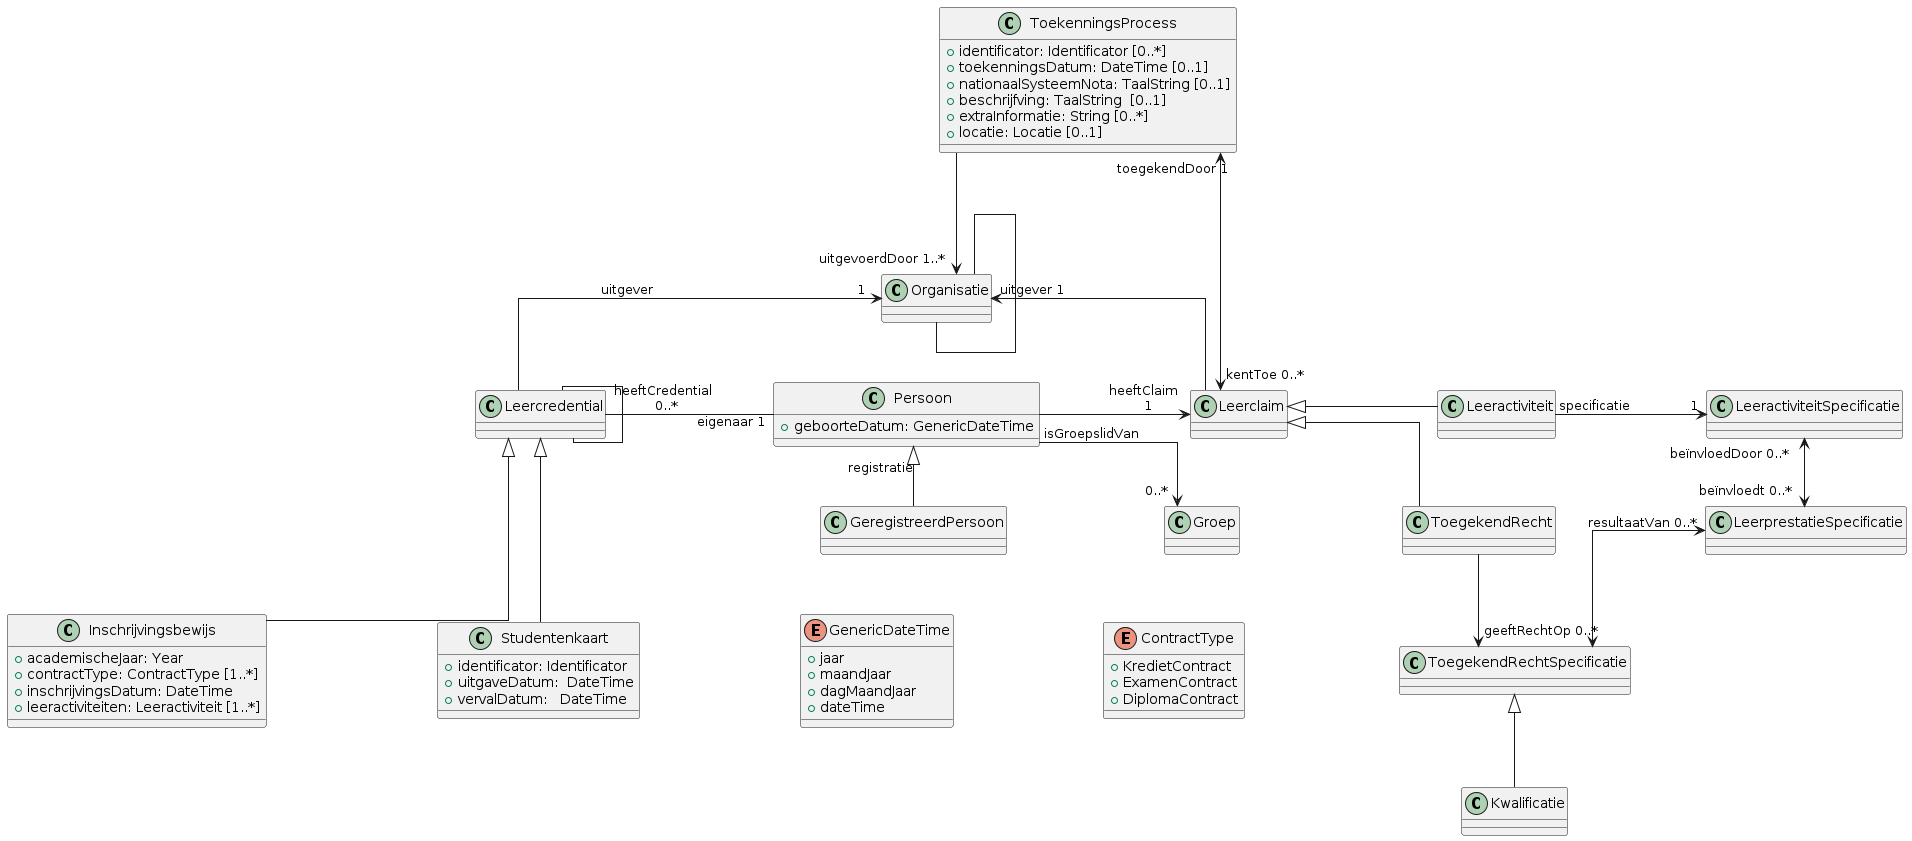 ToekenningsProcess
identificator: Identificator [0..*]
toekenningsDatum: DateTime [0..1]
nationaalSysteemNota: TaalString [0..1]
beschrijfving: TaalString  [0..1]
extraInformatie: String [0..*]
locatie: Locatie [0..1]
toegekendDoor 1
uitgevoerdDoor 1..*
uitgever
1
Organisatie
uitgever 1
kentToe 0..*
Leercredential
heeftCredential
0..*
eigenaar 1
Persoon
geboorteDatum: GenericDateTime
heeftClaim
1
Leerclaim
Leeractiviteit
specificatie
1
LeeractiviteitSpecificatie
isGroepslidVan
0..*
registratie
beïnvloedDoor 0..*
beïnvloedt 0..*
GeregistreerdPersoon
Groep
ToegekendRecht
resultaatVan 0..*
LeerprestatieSpecificatie
Inschrijvingsbewijs
academischeJaar: Year
contractType: ContractType [1..*]
inschrijvingsDatum: DateTime
leeractiviteiten: Leeractiviteit [1..*]
Studentenkaart
identificator: Identificator
uitgaveDatum:  DateTime
vervalDatum:   DateTime
GenericDateTime
jaar
maandJaar
dagMaandJaar
dateTime
ContractType
KredietContract
ExamenContract
DiplomaContract
geeftRechtOp 0..*
ToegekendRechtSpecificatie
Kwalificatie